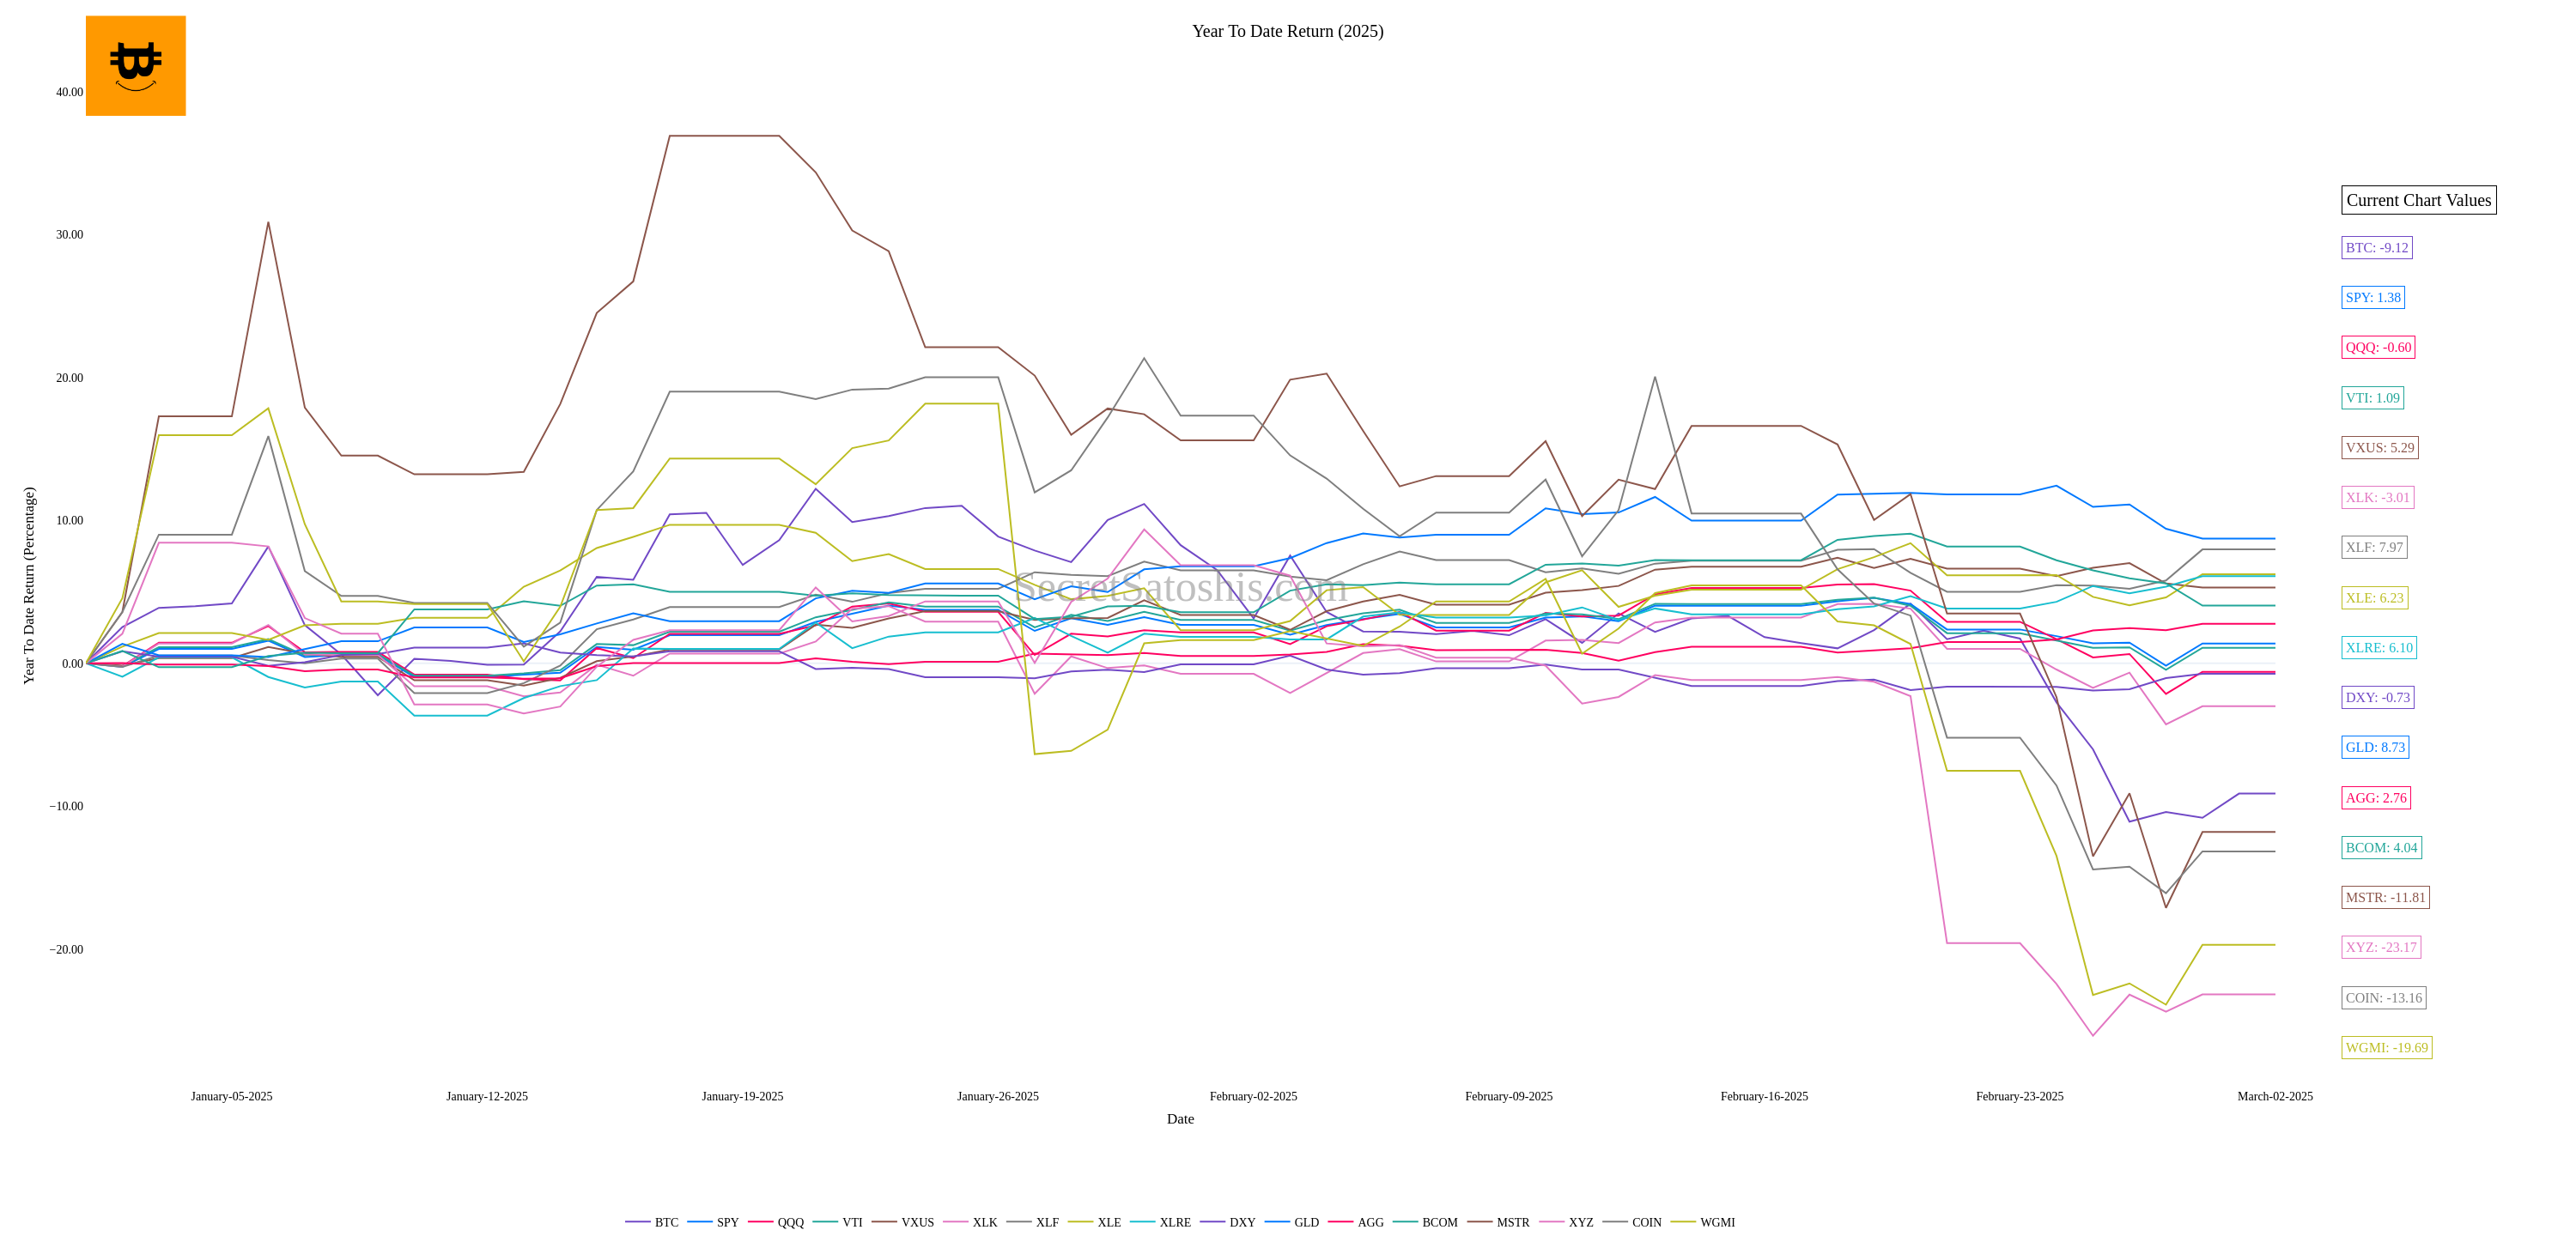 Year To Date Return (2025)
40.00
30.00
20.00
10.00
0.00
−10.00
−20.00
Year To Date Return (Percentage)
SecretSatoshis.com
Current Chart Values
BTC: -9.12
SPY: 1.38
QQQ: -0.60
VTI: 1.09
VXUS: 5.29
XLK: -3.01
XLF: 7.97
XLE: 6.23
XLRE: 6.10
DXY: -0.73
GLD: 8.73
AGG: 2.76
BCOM: 4.04
MSTR: -11.81
XYZ: -23.17
COIN: -13.16
WGMI: -19.69
January-05-2025 January-12-2025 January-19-2025 January-26-2025 February-02-2025 February-09-2025 February-16-2025 February-23-2025 March-02-2025
Date
BTC SPY QQQ VTI VXUS XLK XLF XLE XLRE DXY GLD AGG BCOM MSTR XYZ COIN WGMI